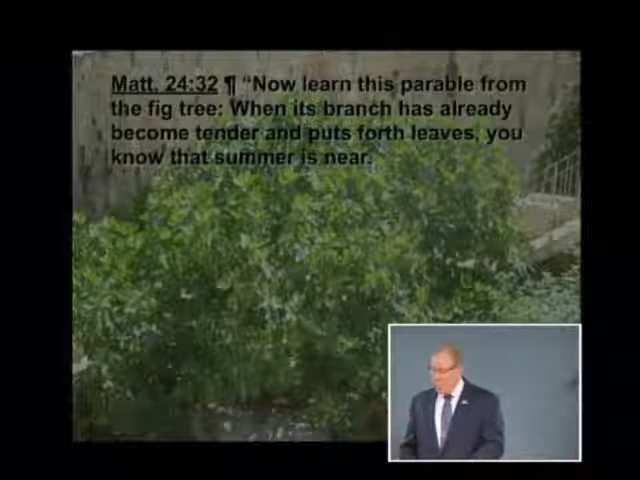 Matt. 24:32 ¶ “Now learn this parable from
the fig tree: When its branch has already
become tender and puts forth leaves, you
know that summer is near.